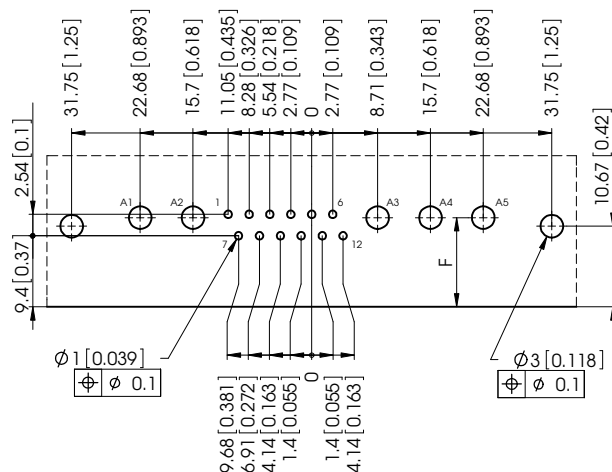 31.75 [1.25]
22.68 [0.893]
15.7 [0.618]
11.05 [0.435]
8.28 [0.326]
5.54 [0.218]
2.77 [0.109]
0
2.77 [0.109]
8.71 [0.343]
15.7 [0.618]
22.68 [0.893]
31.75 [1.25]
2.54 [0.1]
10.67 [0.42]
A1
A2
1
6
A3
A4
A5
7
12
9.4 [0.37]
F
Ø1 [0.039]
⌖ Ø 0.1
Ø3 [0.118]
⌖ Ø 0.1
9.68 [0.381]
6.91 [0.272]
4.14 [0.163]
1.4 [0.055]
0
1.4 [0.055]
4.14 [0.163]